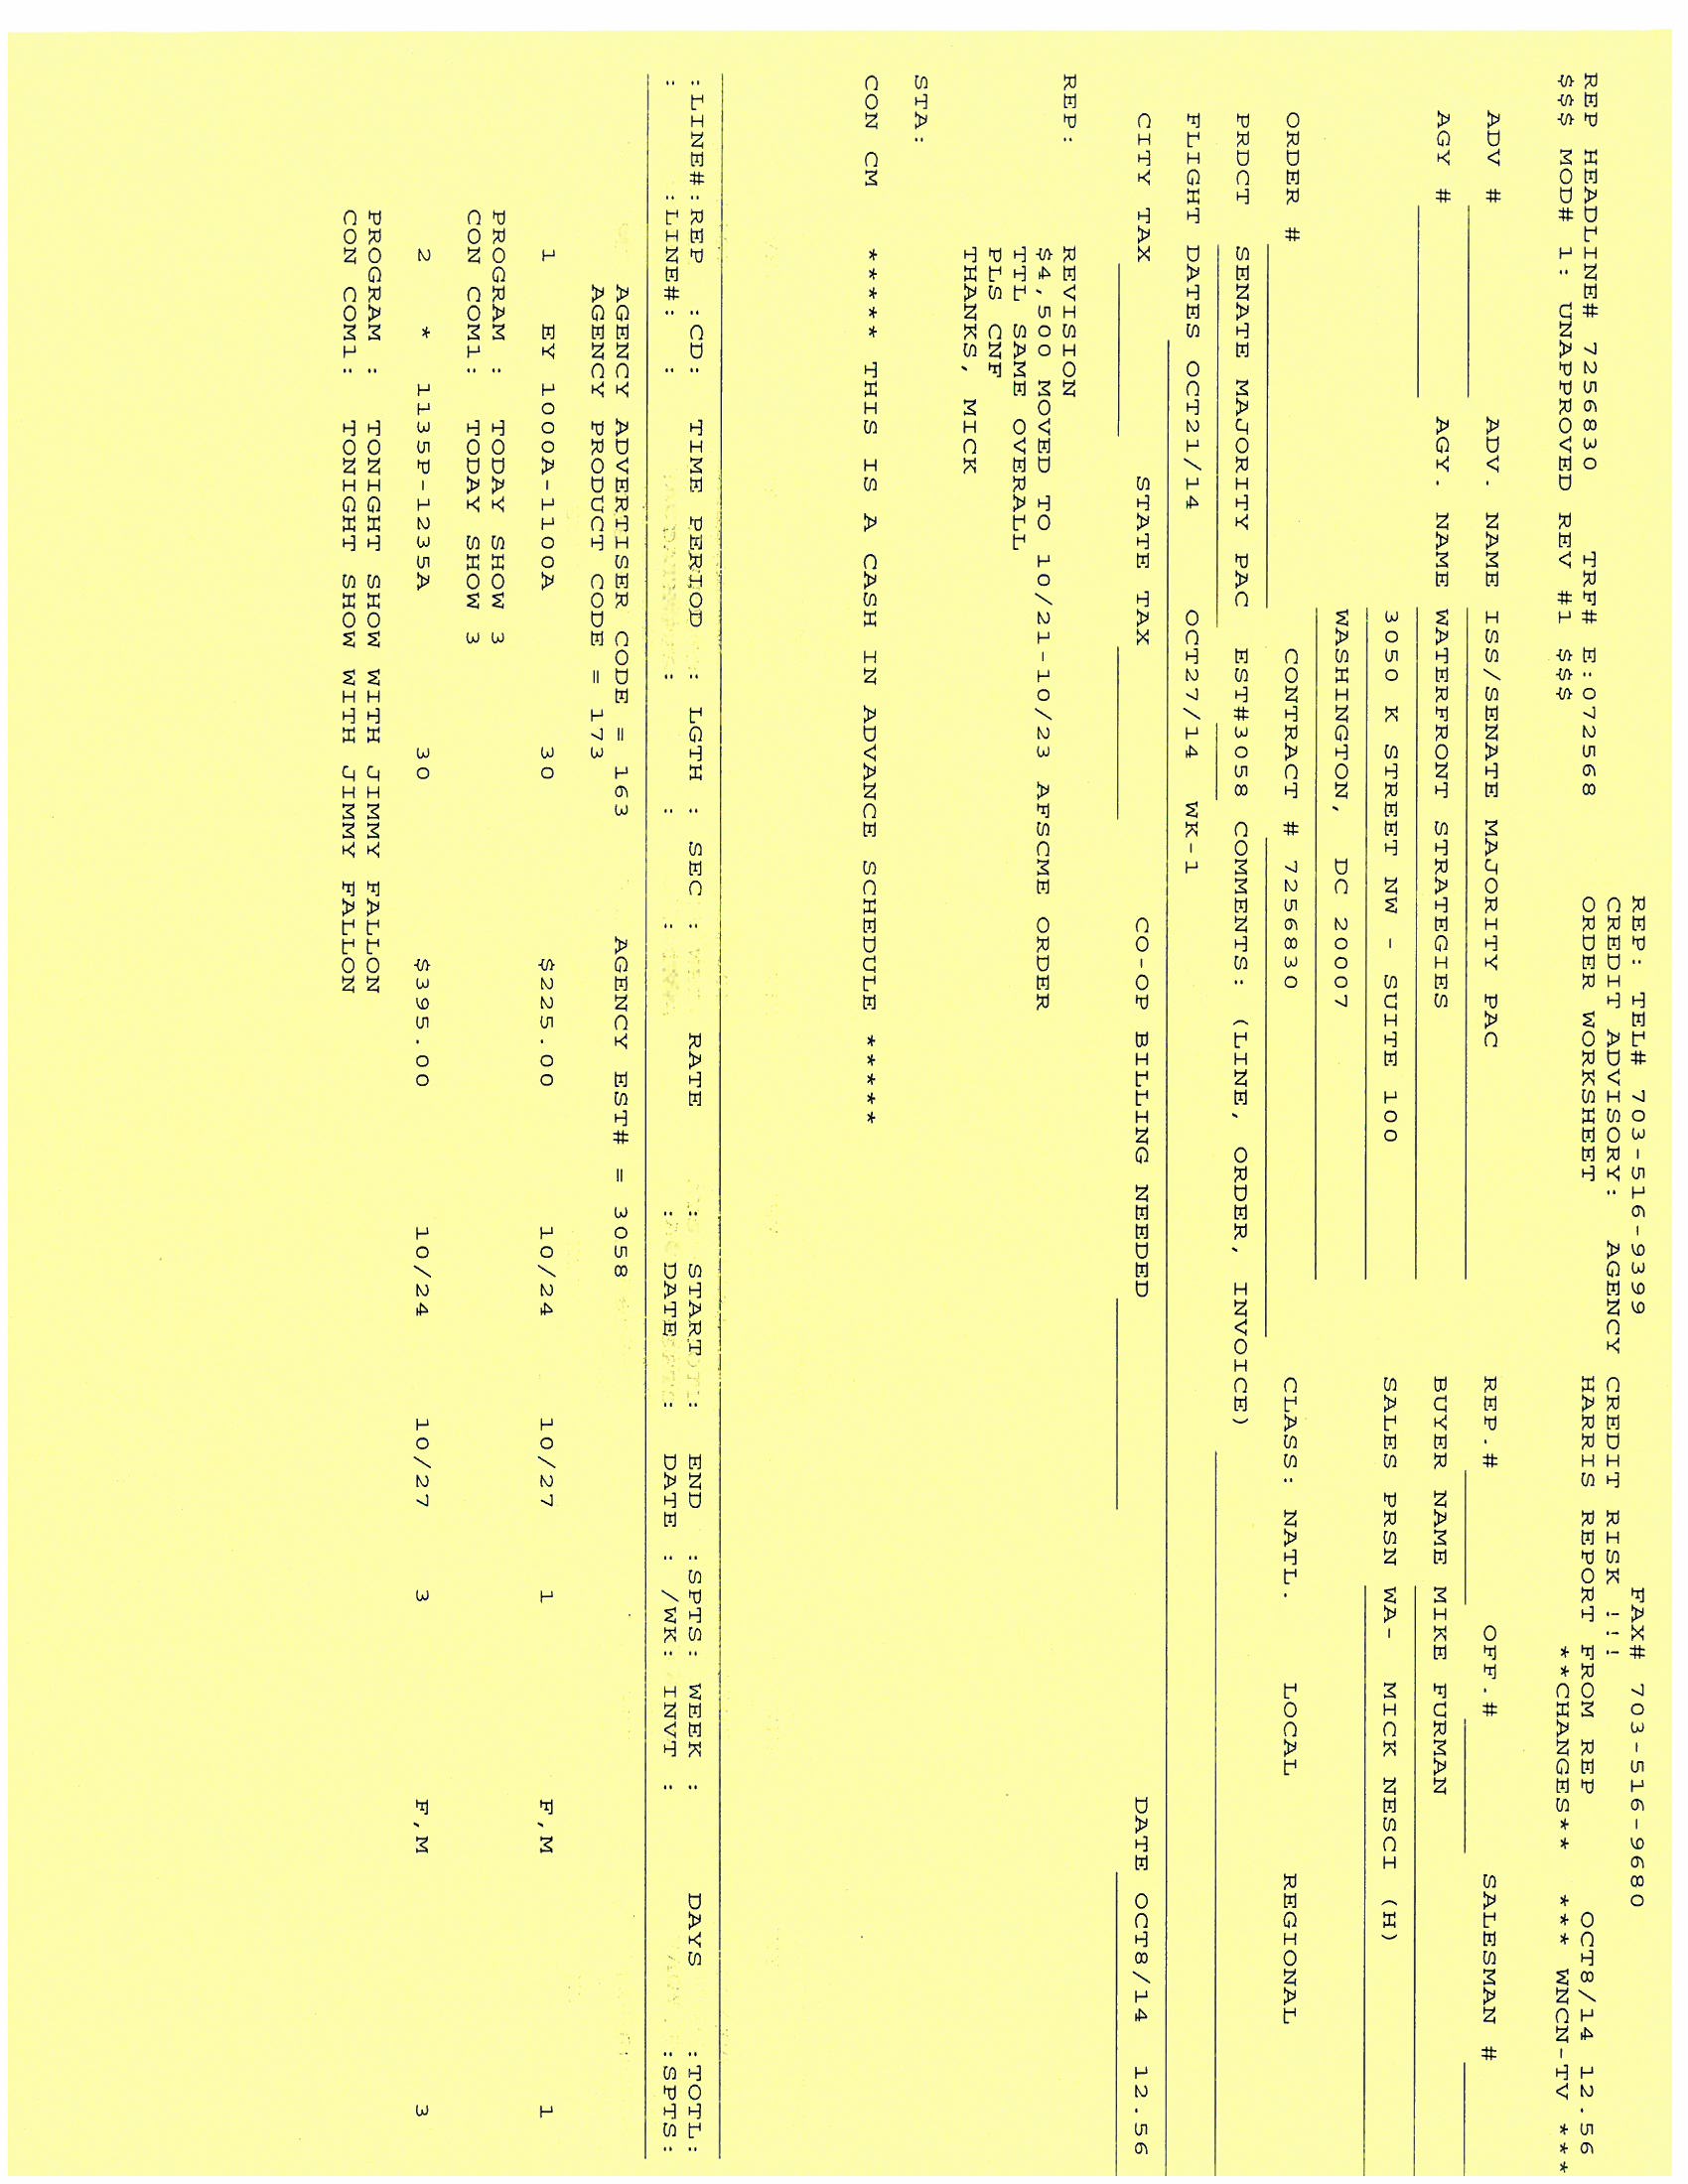 REP: TEL# 703-516-9399 FAX# 703-516-9680
CREDIT ADVISORY: AGENCY CREDIT RISK !!!
REP HEADLINE# 7256830 TRF# E:072568 ORDER WORKSHEET HARRIS REPORT FROM REP OCT8/14 12.56
$$$ MOD# 1: UNAPPROVED REV #1 $$$ **CHANGES** *** WNCN-TV ***
ADV # ADV. NAME ISS/SENATE MAJORITY PAC REP.# OFF.# SALESMAN #
AGY # AGY. NAME WATERFRONT STRATEGIES BUYER NAME MIKE FURMAN
3050 K STREET NW - SUITE 100 SALES PRSN WA- MICK NESCI (H)
WASHINGTON, DC 20007
ORDER # CONTRACT # 7256830 CLASS: NATL. LOCAL REGIONAL
PRDCT SENATE MAJORITY PAC EST#3058 COMMENTS: (LINE, ORDER, INVOICE)
FLIGHT DATES OCT21/14 OCT27/14 WK-1
CITY TAX STATE TAX CO-OP BILLING NEEDED DATE OCT8/14 12.56
REP: REVISION
$4,500 MOVED TO 10/21-10/23 AFSCME ORDER
TTL SAME OVERALL
PLS CNF
THANKS, MICK
STA:
CON CM ***** THIS IS A CASH IN ADVANCE SCHEDULE *****
:LINE#:REP :CD: TIME PERIOD : LGTH : SEC : RATE : START : END :SPTS: WEEK : DAYS :TOTL:
: :LINE#: : : : : : DATE : DATE : /WK: INVT : :SPTS:
AGENCY ADVERTISER CODE = 163 AGENCY EST# = 3058
AGENCY PRODUCT CODE = 173
1 EY 1000A-1100A 30 $225.00 10/24 10/27 1 F,M 1
PROGRAM : TODAY SHOW 3
CON COM1: TODAY SHOW 3
2 * 1135P-1235A 30 $395.00 10/24 10/27 3 F,M 3
PROGRAM : TONIGHT SHOW WITH JIMMY FALLON
CON COM1: TONIGHT SHOW WITH JIMMY FALLON